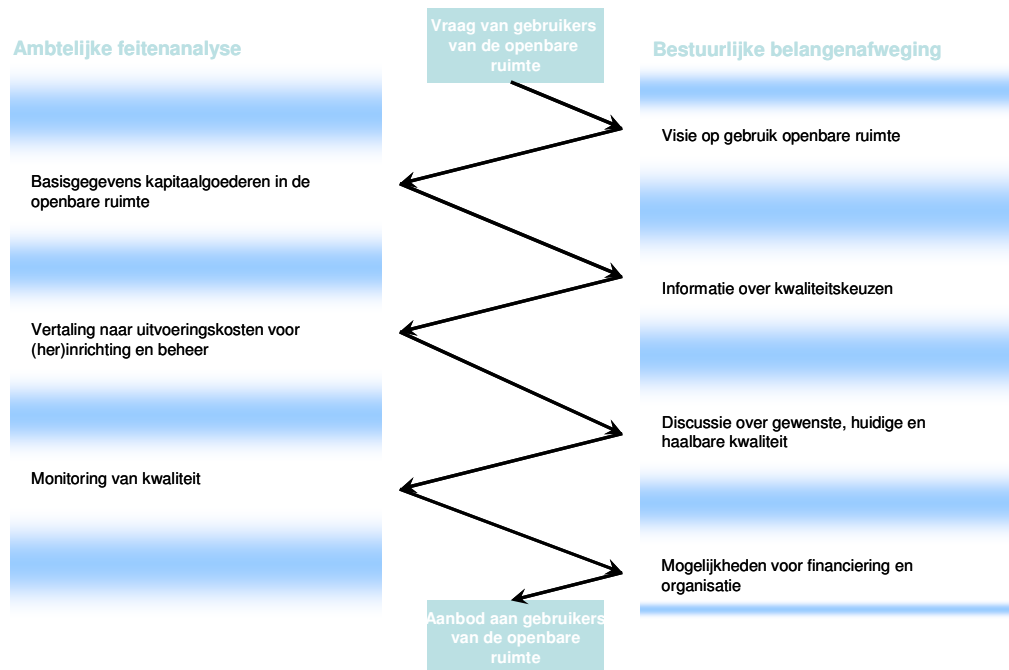 Vraag van gebruikers
van de openbare
ruimte
Ambtelijke feitenanalyse
Bestuurlijke belangenafweging
Visie op gebruik openbare ruimte
Basisgegevens kapitaalgoederen in de
openbare ruimte
Informatie over kwaliteitskeuzen
Vertaling naar uitvoeringskosten voor
(her)inrichting en beheer
Discussie over gewenste, huidige en
haalbare kwaliteit
Monitoring van kwaliteit
Mogelijkheden voor financiering en
organisatie
Aanbod aan gebruikers
van de openbare
ruimte